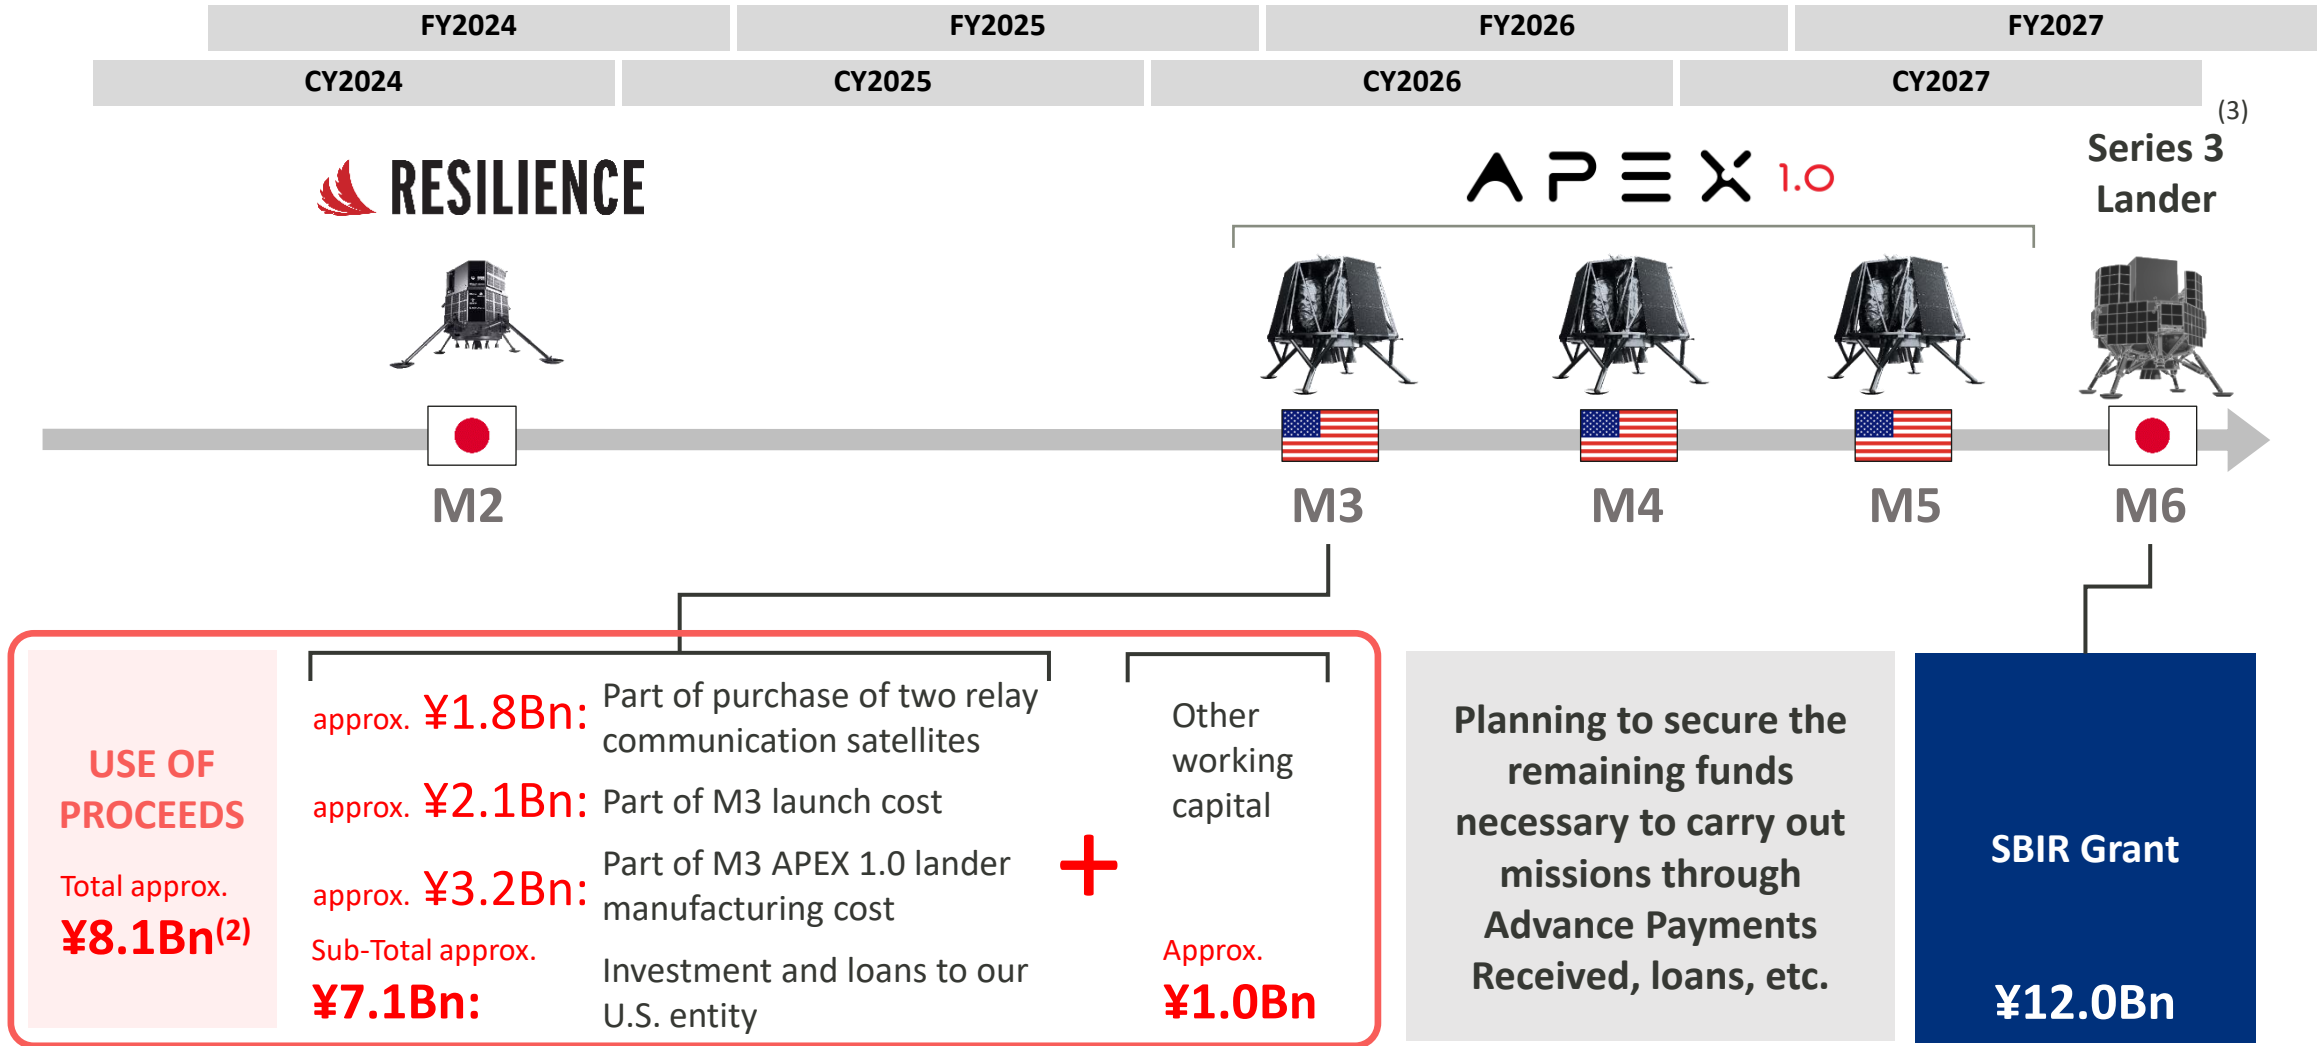 FY2024
FY2025
FY2026
FY2027
CY2024
CY2025
CY2026
CY2027
RESILIENCE
APEX 1.0
(3)
Series 3
Lander
M2
M3
M4
M5
M6
USE OF
PROCEEDS
Total approx.
¥8.1Bn(2)
approx. ¥1.8Bn:
Part of purchase of two relay
communication satellites
approx. ¥2.1Bn:
Part of M3 launch cost
approx. ¥3.2Bn:
Part of M3 APEX 1.0 lander
manufacturing cost
Sub-Total approx.
¥7.1Bn:
Investment and loans to our
U.S. entity
+
Other
working
capital
Approx.
¥1.0Bn
Planning to secure the
remaining funds
necessary to carry out
missions through
Advance Payments
Received, loans, etc.
SBIR Grant
¥12.0Bn